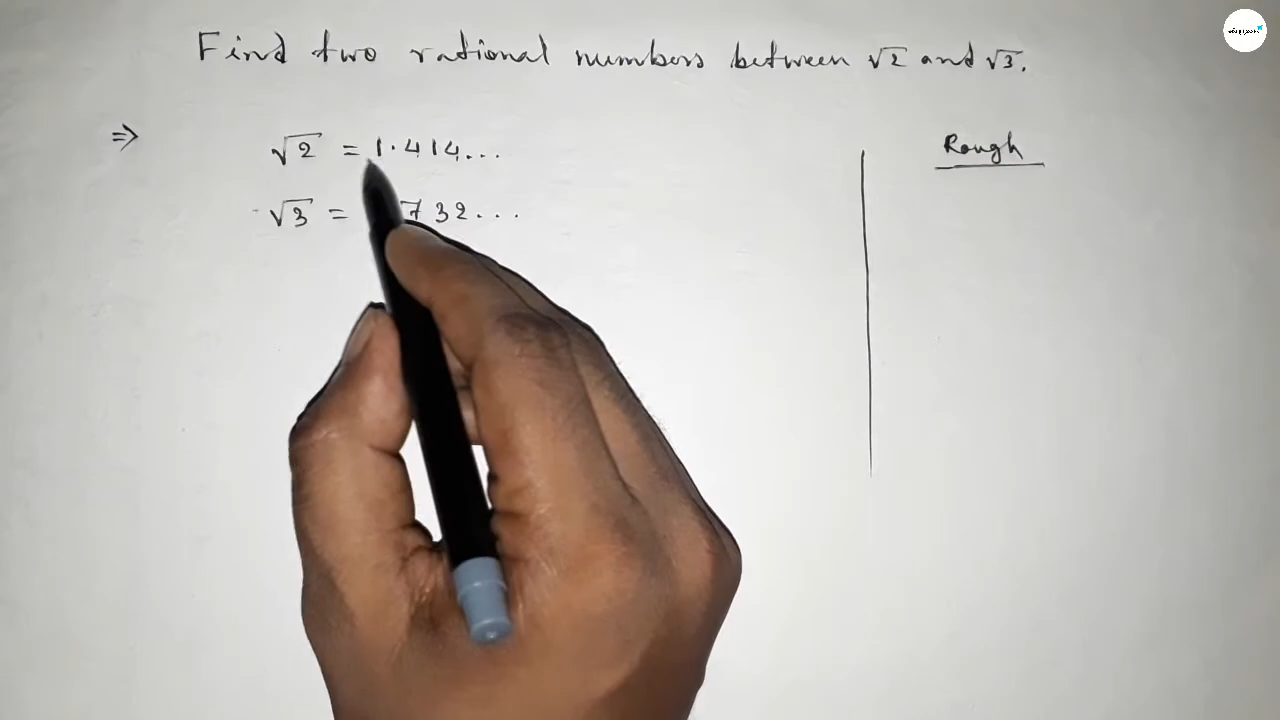 Find two rational numbers between √2 and √3.
⇒ √2 = 1.414...
√3 = 732...
Rough